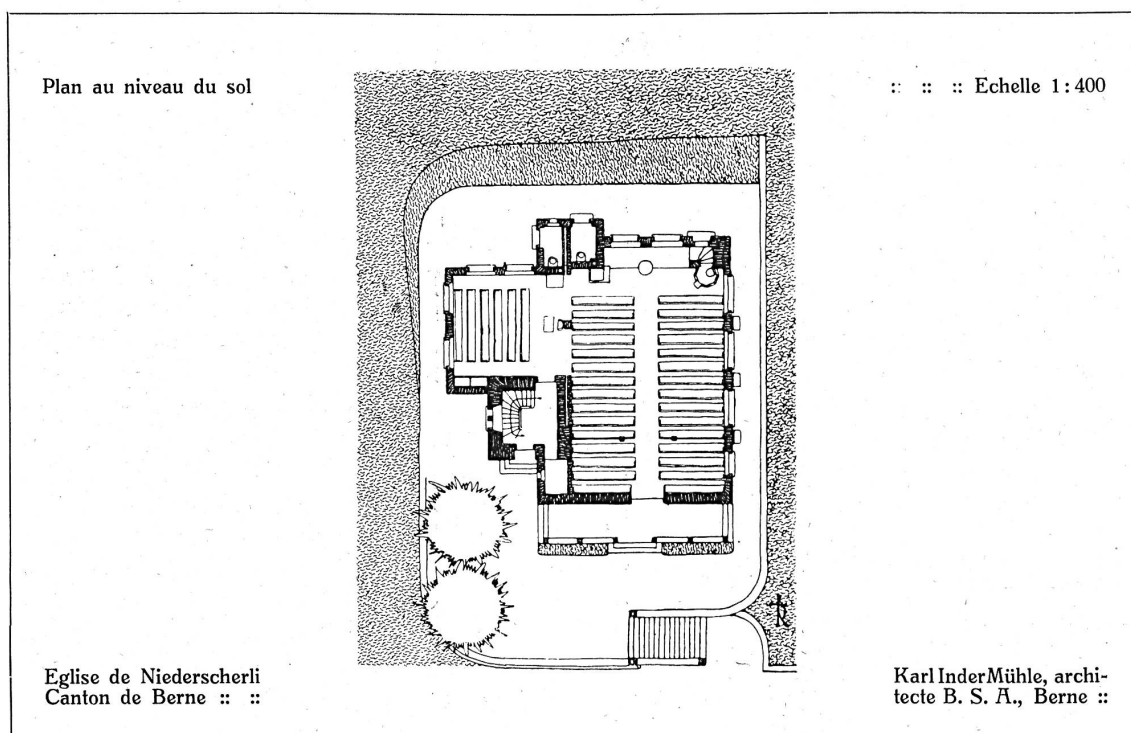 Plan au niveau du sol
:: :: :: Echelle 1:400
Eglise de Niederscherli
Canton de Berne :: ::
Karl InderMühle, archi-
tecte B. S. A., Berne ::